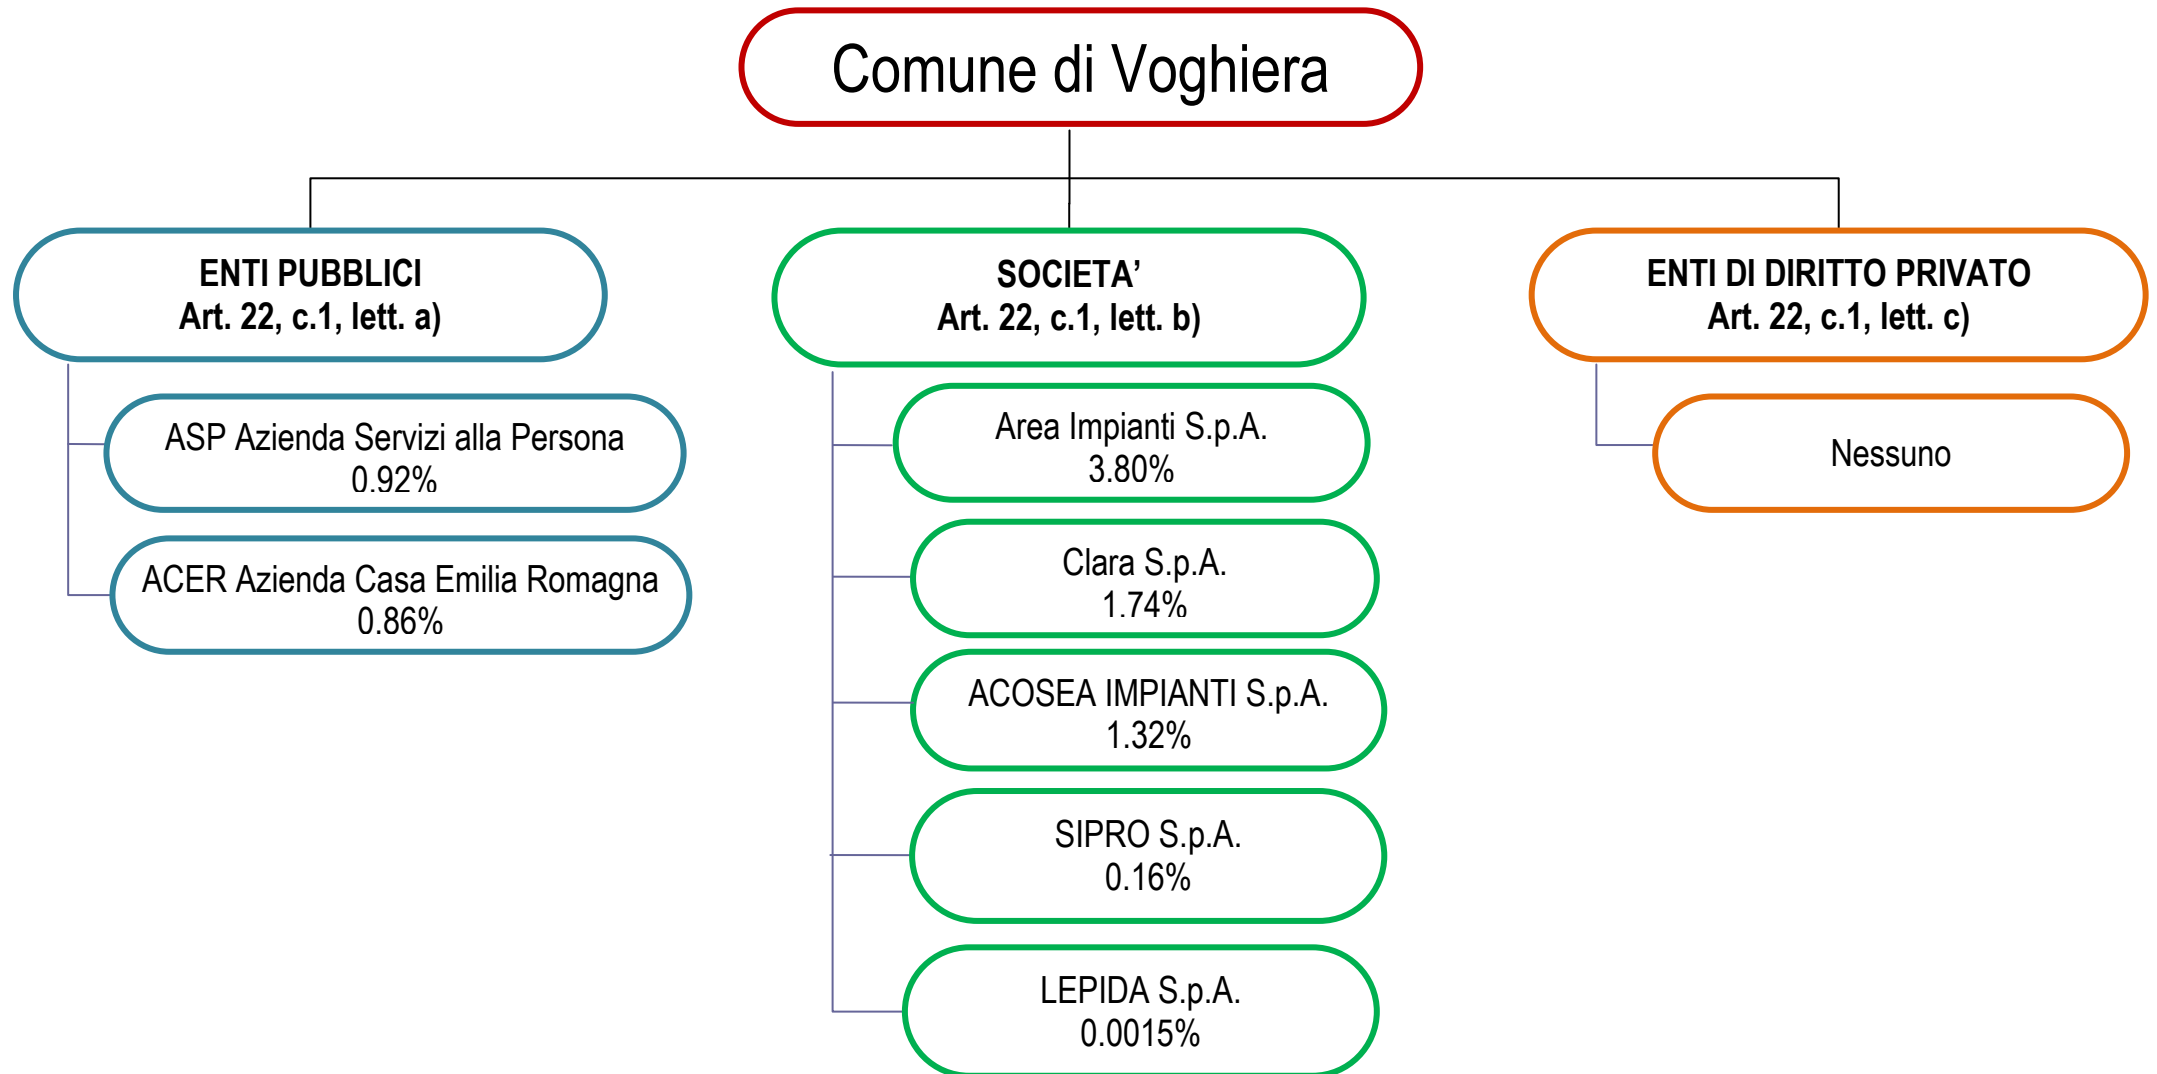 Comune di Voghiera
ENTI PUBBLICI
Art. 22, c.1, lett. a)
ASP Azienda Servizi alla Persona
0.92%
ACER Azienda Casa Emilia Romagna
0.86%
SOCIETA’
Art. 22, c.1, lett. b)
Area Impianti S.p.A.
3.80%
Clara S.p.A.
1.74%
ACOSEA IMPIANTI S.p.A.
1.32%
SIPRO S.p.A.
0.16%
LEPIDA S.p.A.
0.0015%
ENTI DI DIRITTO PRIVATO
Art. 22, c.1, lett. c)
Nessuno